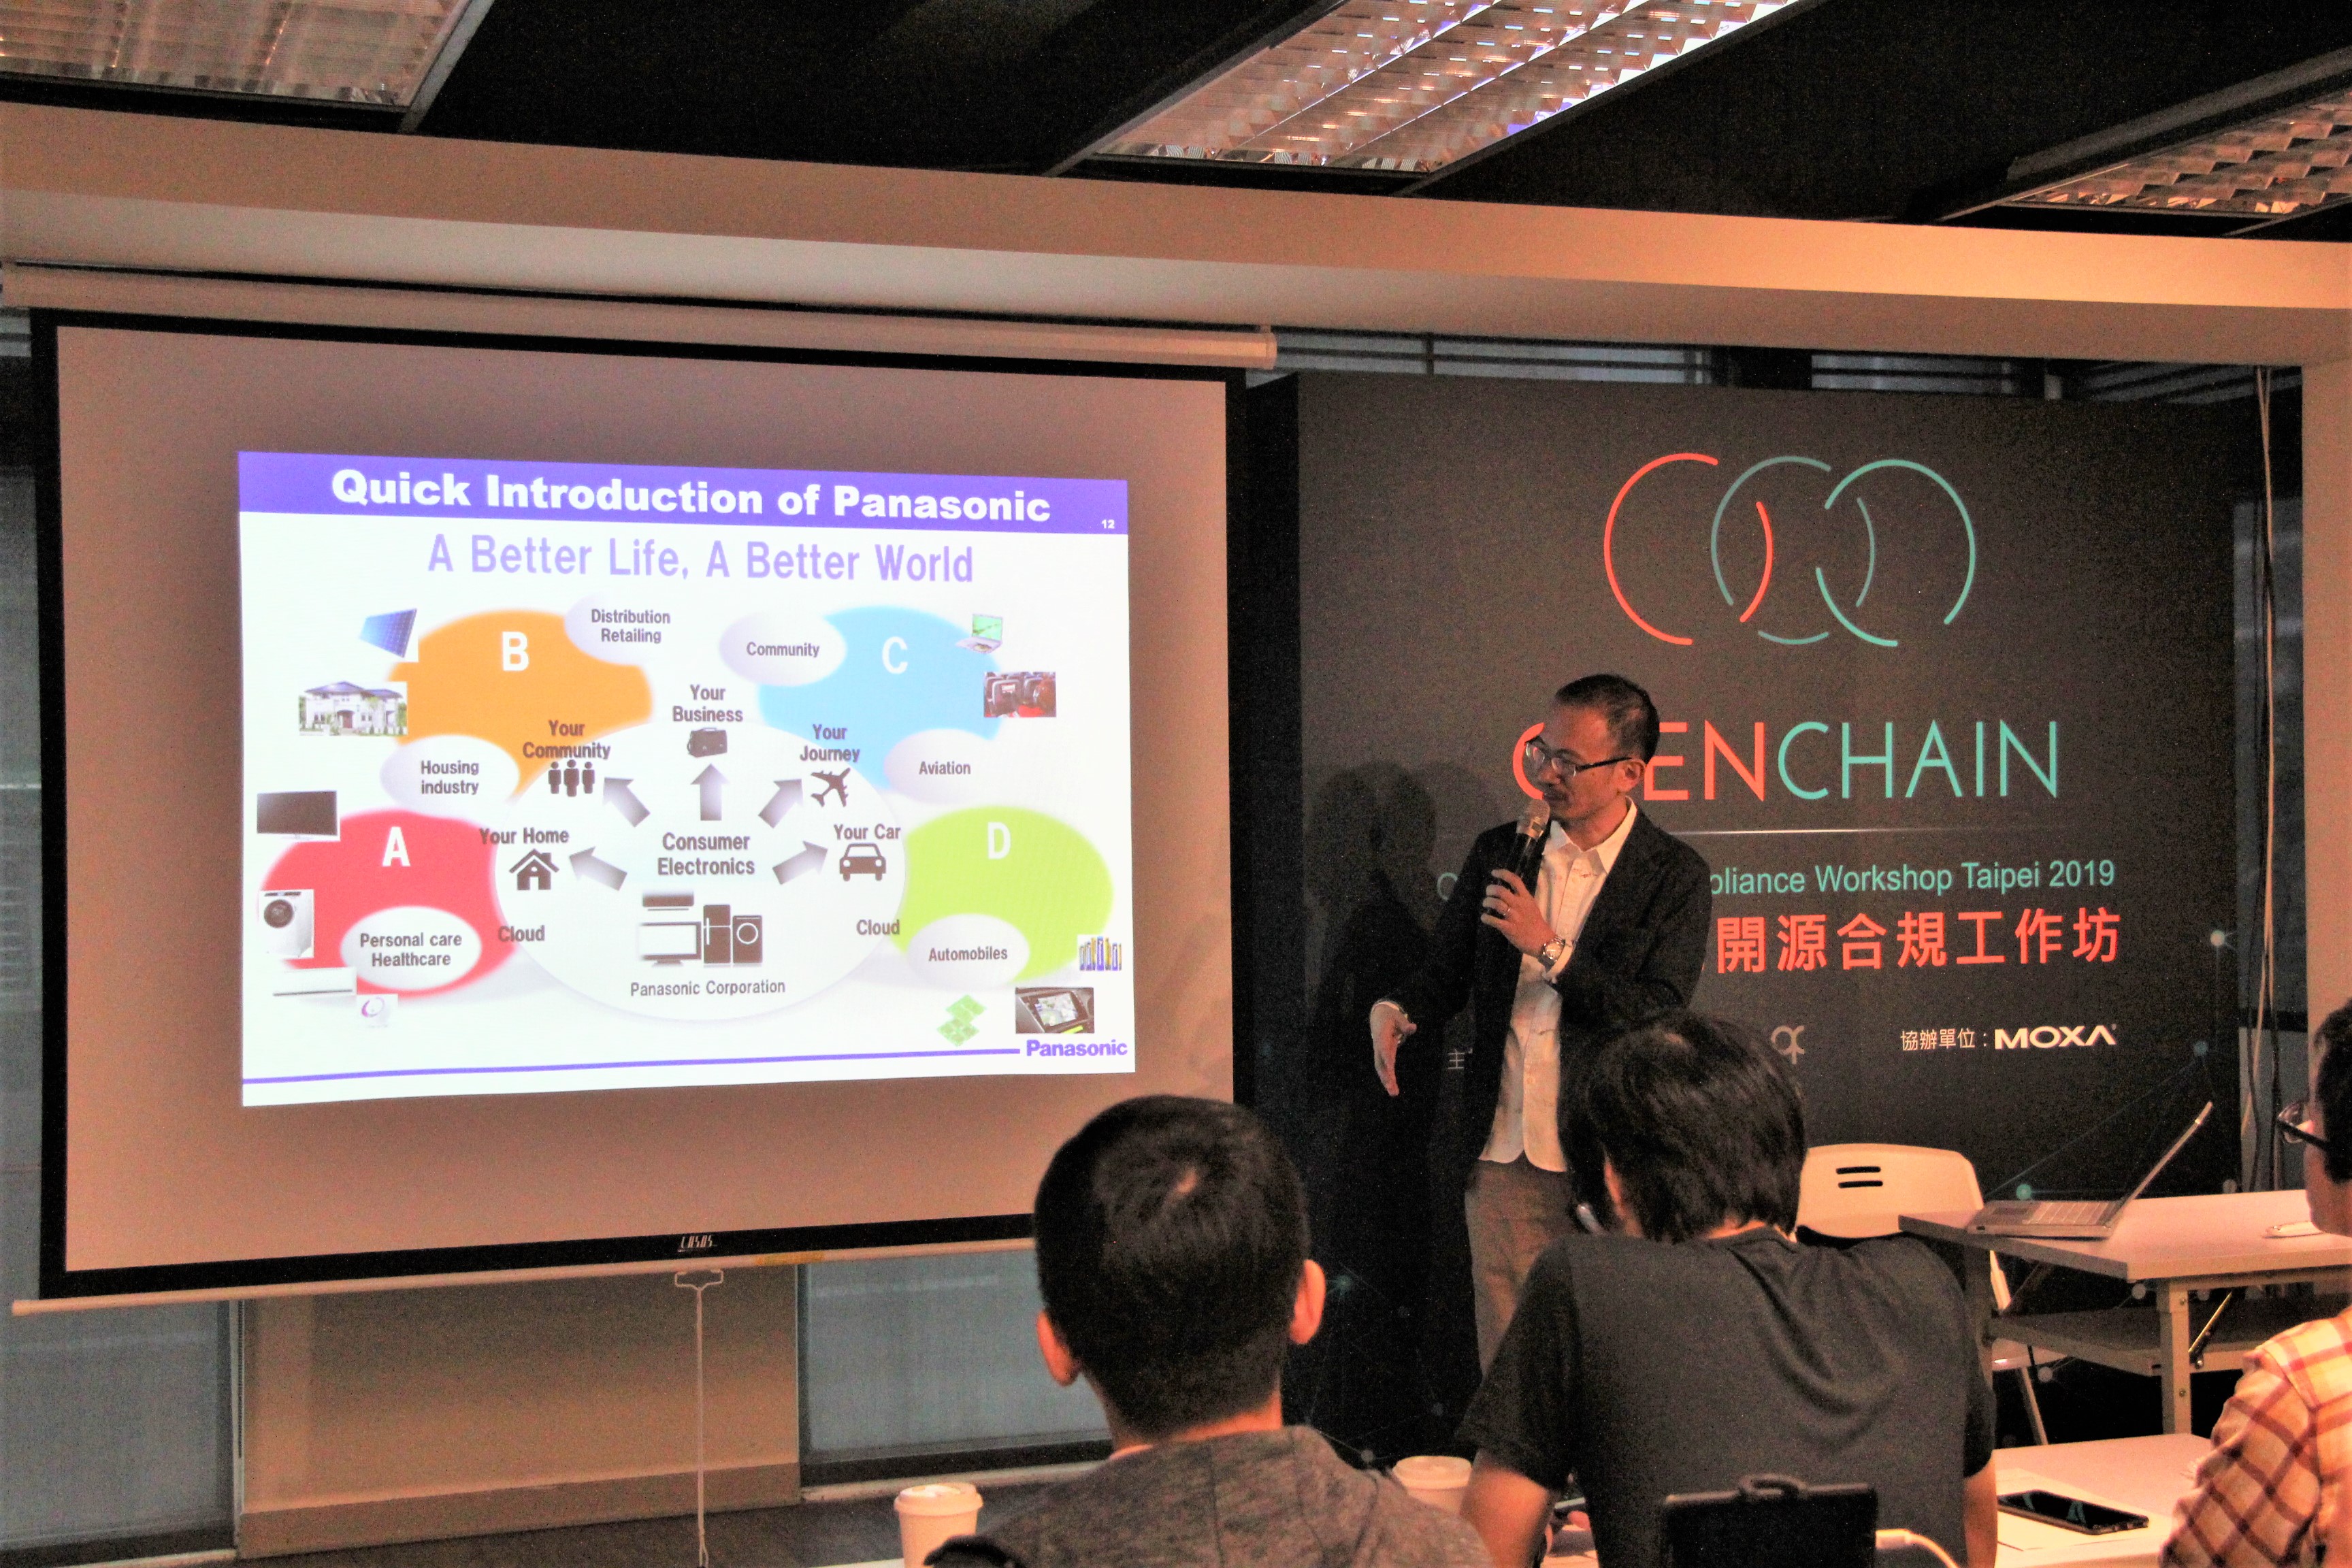 Quick Introduction of Panasonic
12
A Better Life, A Better World
B
Distribution
Retailing
Community
C
Your
Business
Your
Community
Your
Journey
Housing
industry
Aviation
A
Your Home
Consumer
Electronics
Your Car
D
Personal care
Healthcare
Cloud
Cloud
Automobiles
Panasonic Corporation
Panasonic
ENCHAIN
pliance Workshop Taipei 2019
開源合規工作坊
主
協辦單位：MOXA